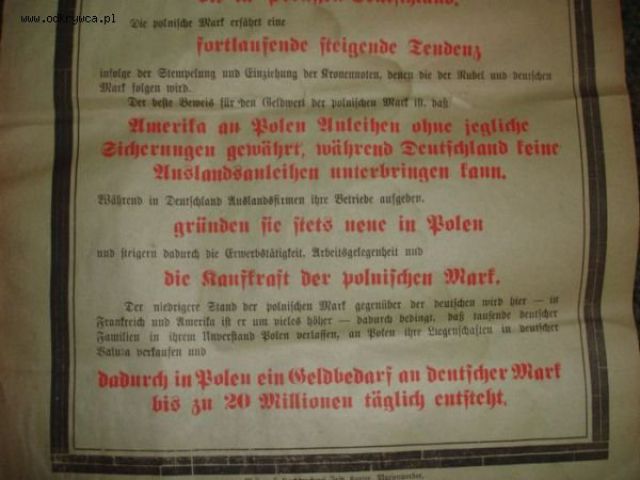 www.odkrywca.pl
die in Preußen-Deutschland.
Die polnische Mark erfährt eine
fortlaufende steigende Tendenz
infolge der Stempelung und Einziehung der Kronennoten, denen die der Rubel und deutschen
Mark folgen wird.
Der beste Beweis für den Geldwert der polnischen Mark ist, daß
Amerika an Polen Anleihen ohne jegliche
Sicherungen gewährt, während Deutschland keine
Auslandsanleihen unterbringen kann.
Während in Deutschland Auslandsfirmen ihre Betriebe aufgeben,
gründen sie stets neue in Polen
und steigern dadurch die Erwerbstätigkeit, Arbeitsgelegenheit und
die Kaufkraft der polnischen Mark.
Der niedrigere Stand der polnischen Mark gegenüber der deutschen wird hier — in
Frankreich und Amerika ist er um vieles höher — dadurch bedingt, daß tausende deutscher
Familien in ihrem Unverstand Polen verlassen, an Polen ihre Liegenschaften in deutscher
Valuta verkaufen und
dadurch in Polen ein Geldbedarf an deutscher Mark
bis zu 20 Millionen täglich entsteht.
Marienwerder.